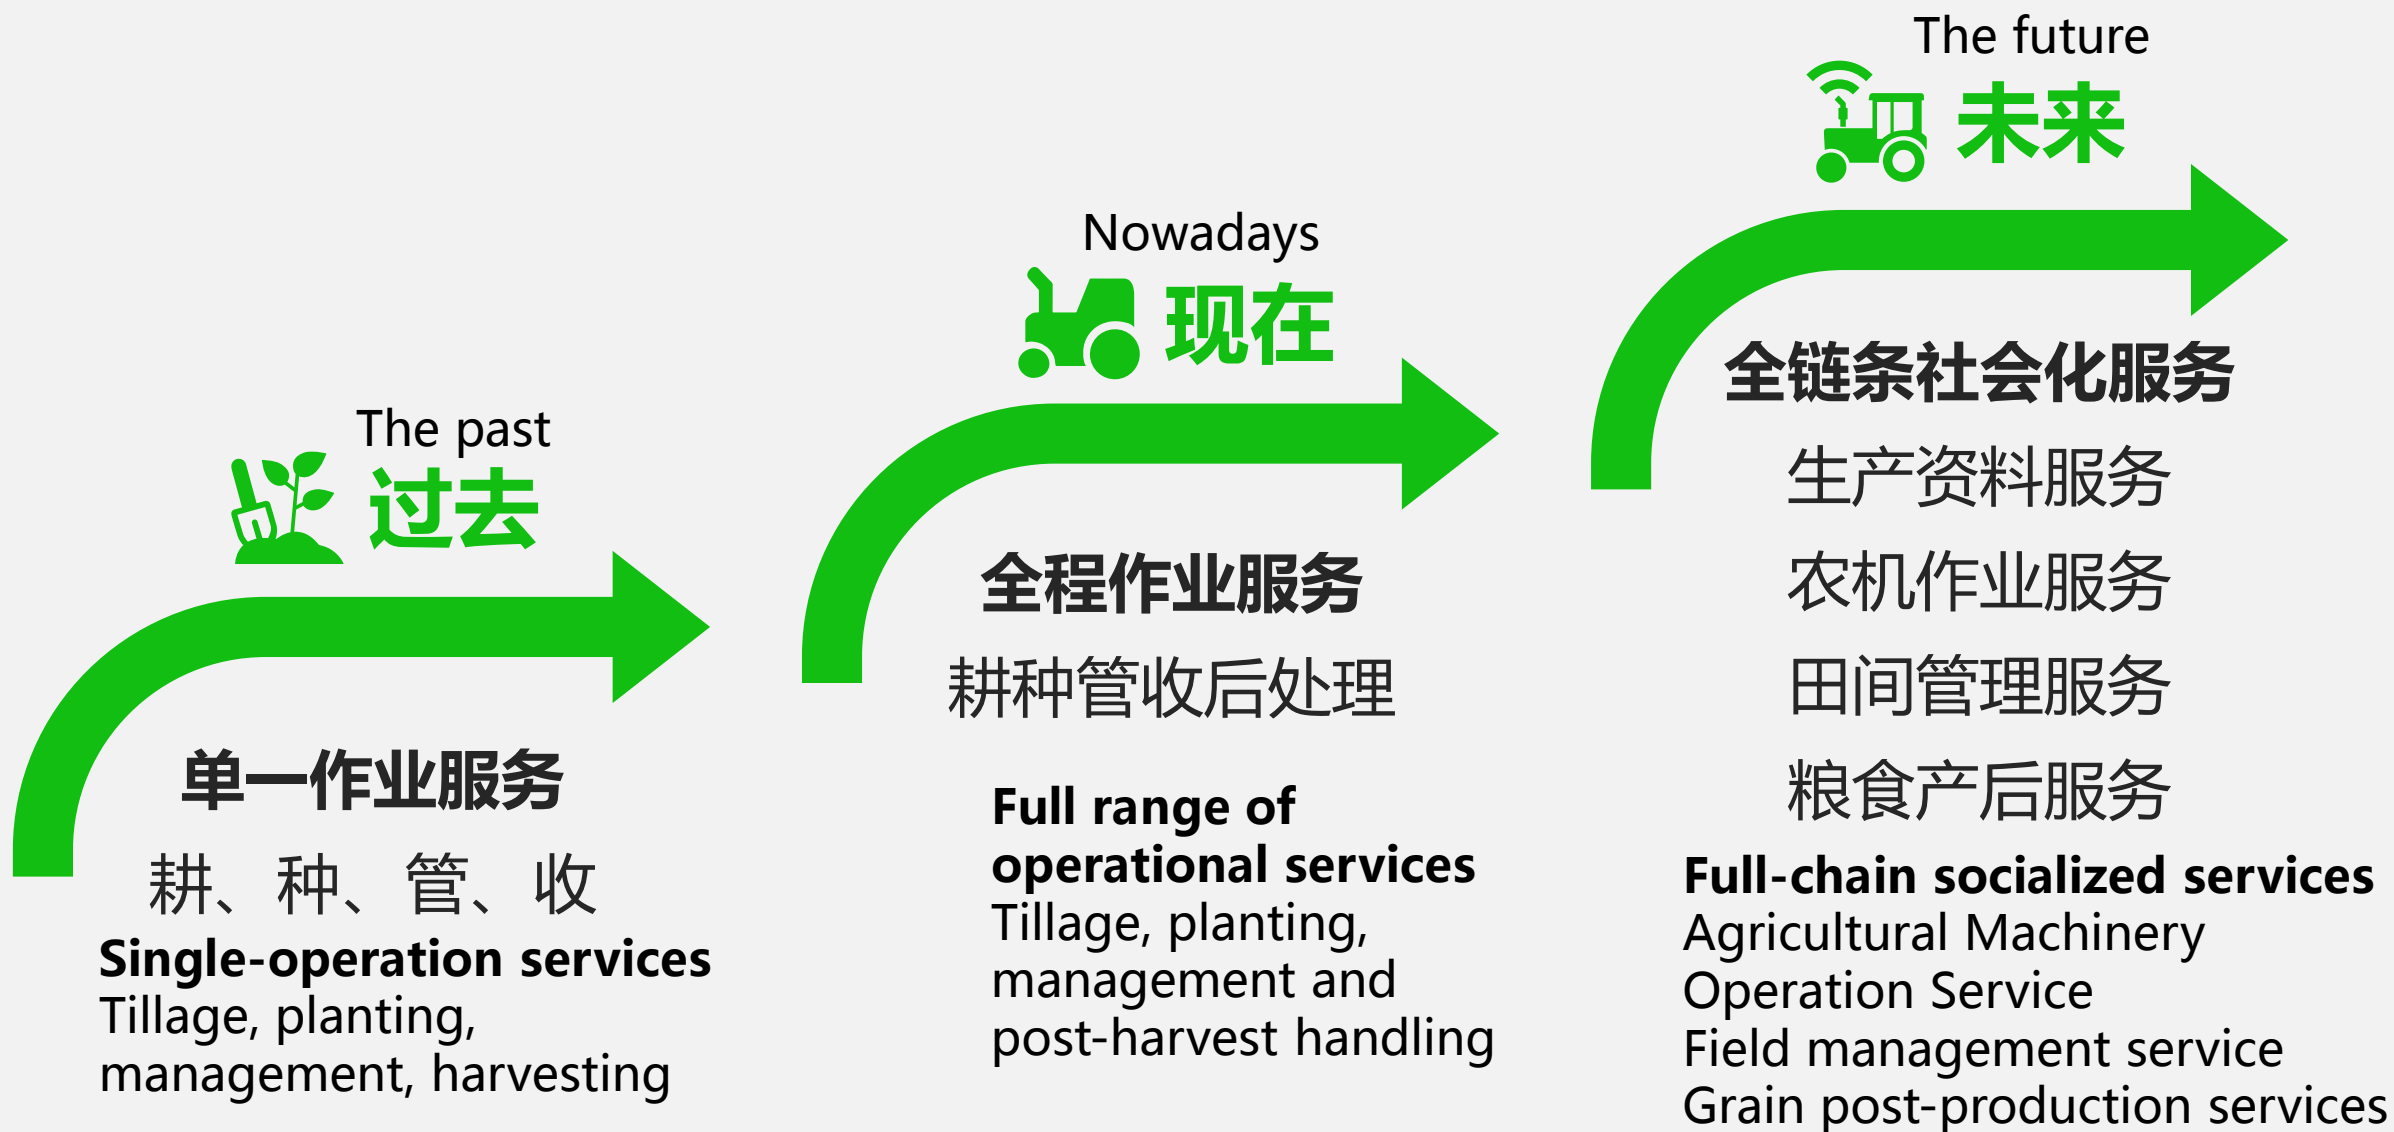 The past
过去
单一作业服务
耕、种、管、收
Single-operation services
Tillage, planting,
management, harvesting
Nowadays
现在
全程作业服务
耕种管收后处理
Full range of
operational services
Tillage, planting,
management and
post-harvest handling
The future
未来
全链条社会化服务
生产资料服务
农机作业服务
田间管理服务
粮食产后服务
Full-chain socialized services
Agricultural Machinery
Operation Service
Field management service
Grain post-production services